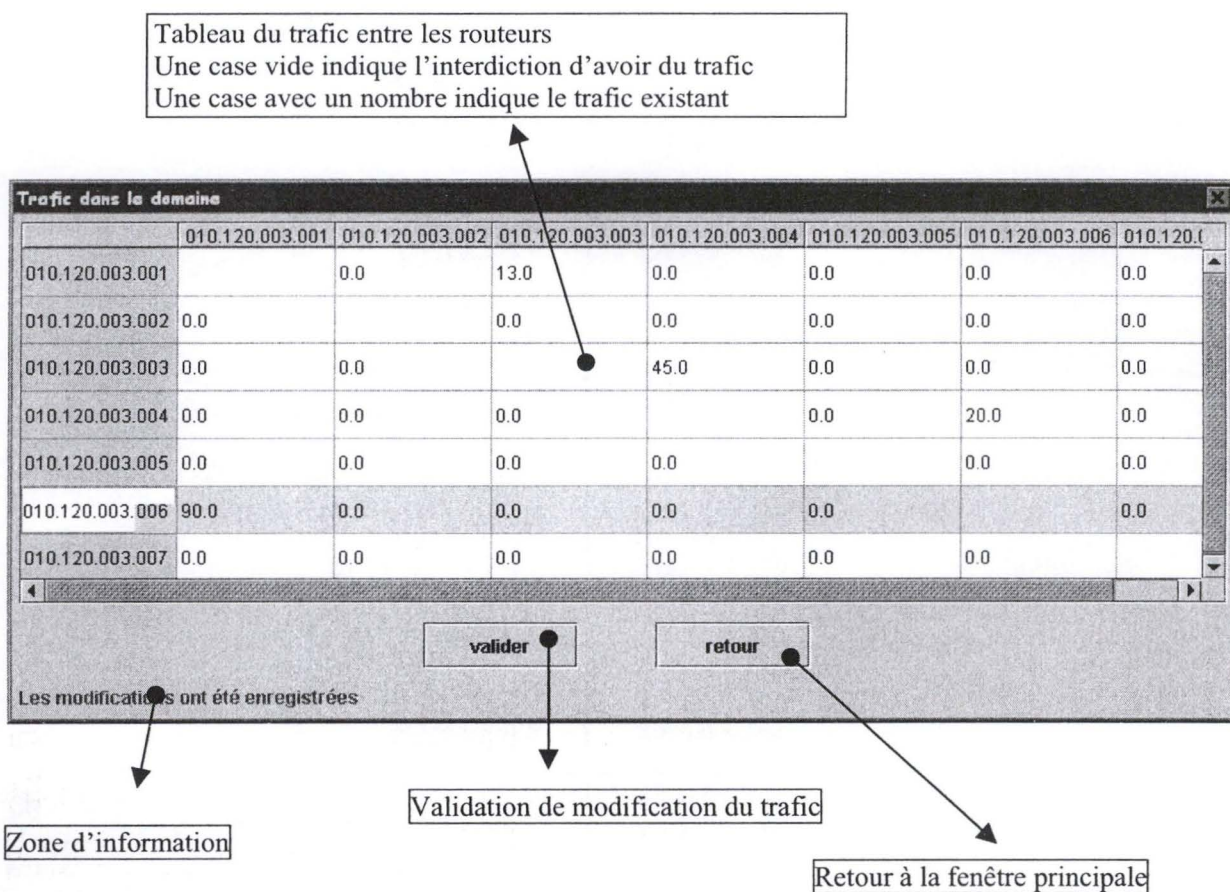 Tableau du trafic entre les routeurs
Une case vide indique l'interdiction d'avoir du trafic
Une case avec un nombre indique le trafic existant
Trafic dans le domaine
010.120.003.001 010.120.003.002 010.120.003.003 010.120.003.004 010.120.003.005 010.120.003.006 010.120.(
010.120.003.001 0.0 13.0 0.0 0.0 0.0 0.0
010.120.003.002 0.0 0.0 0.0 0.0 0.0 0.0
010.120.003.003 0.0 0.0 45.0 0.0 0.0 0.0
010.120.003.004 0.0 0.0 0.0 0.0 20.0 0.0
010.120.003.005 0.0 0.0 0.0 0.0 0.0 0.0
010.120.003.006 90.0 0.0 0.0 0.0 0.0 0.0
010.120.003.007 0.0 0.0 0.0 0.0 0.0 0.0
valider retour
Les modifications ont été enregistrées
Validation de modification du trafic
Zone d'information
Retour à la fenêtre principale